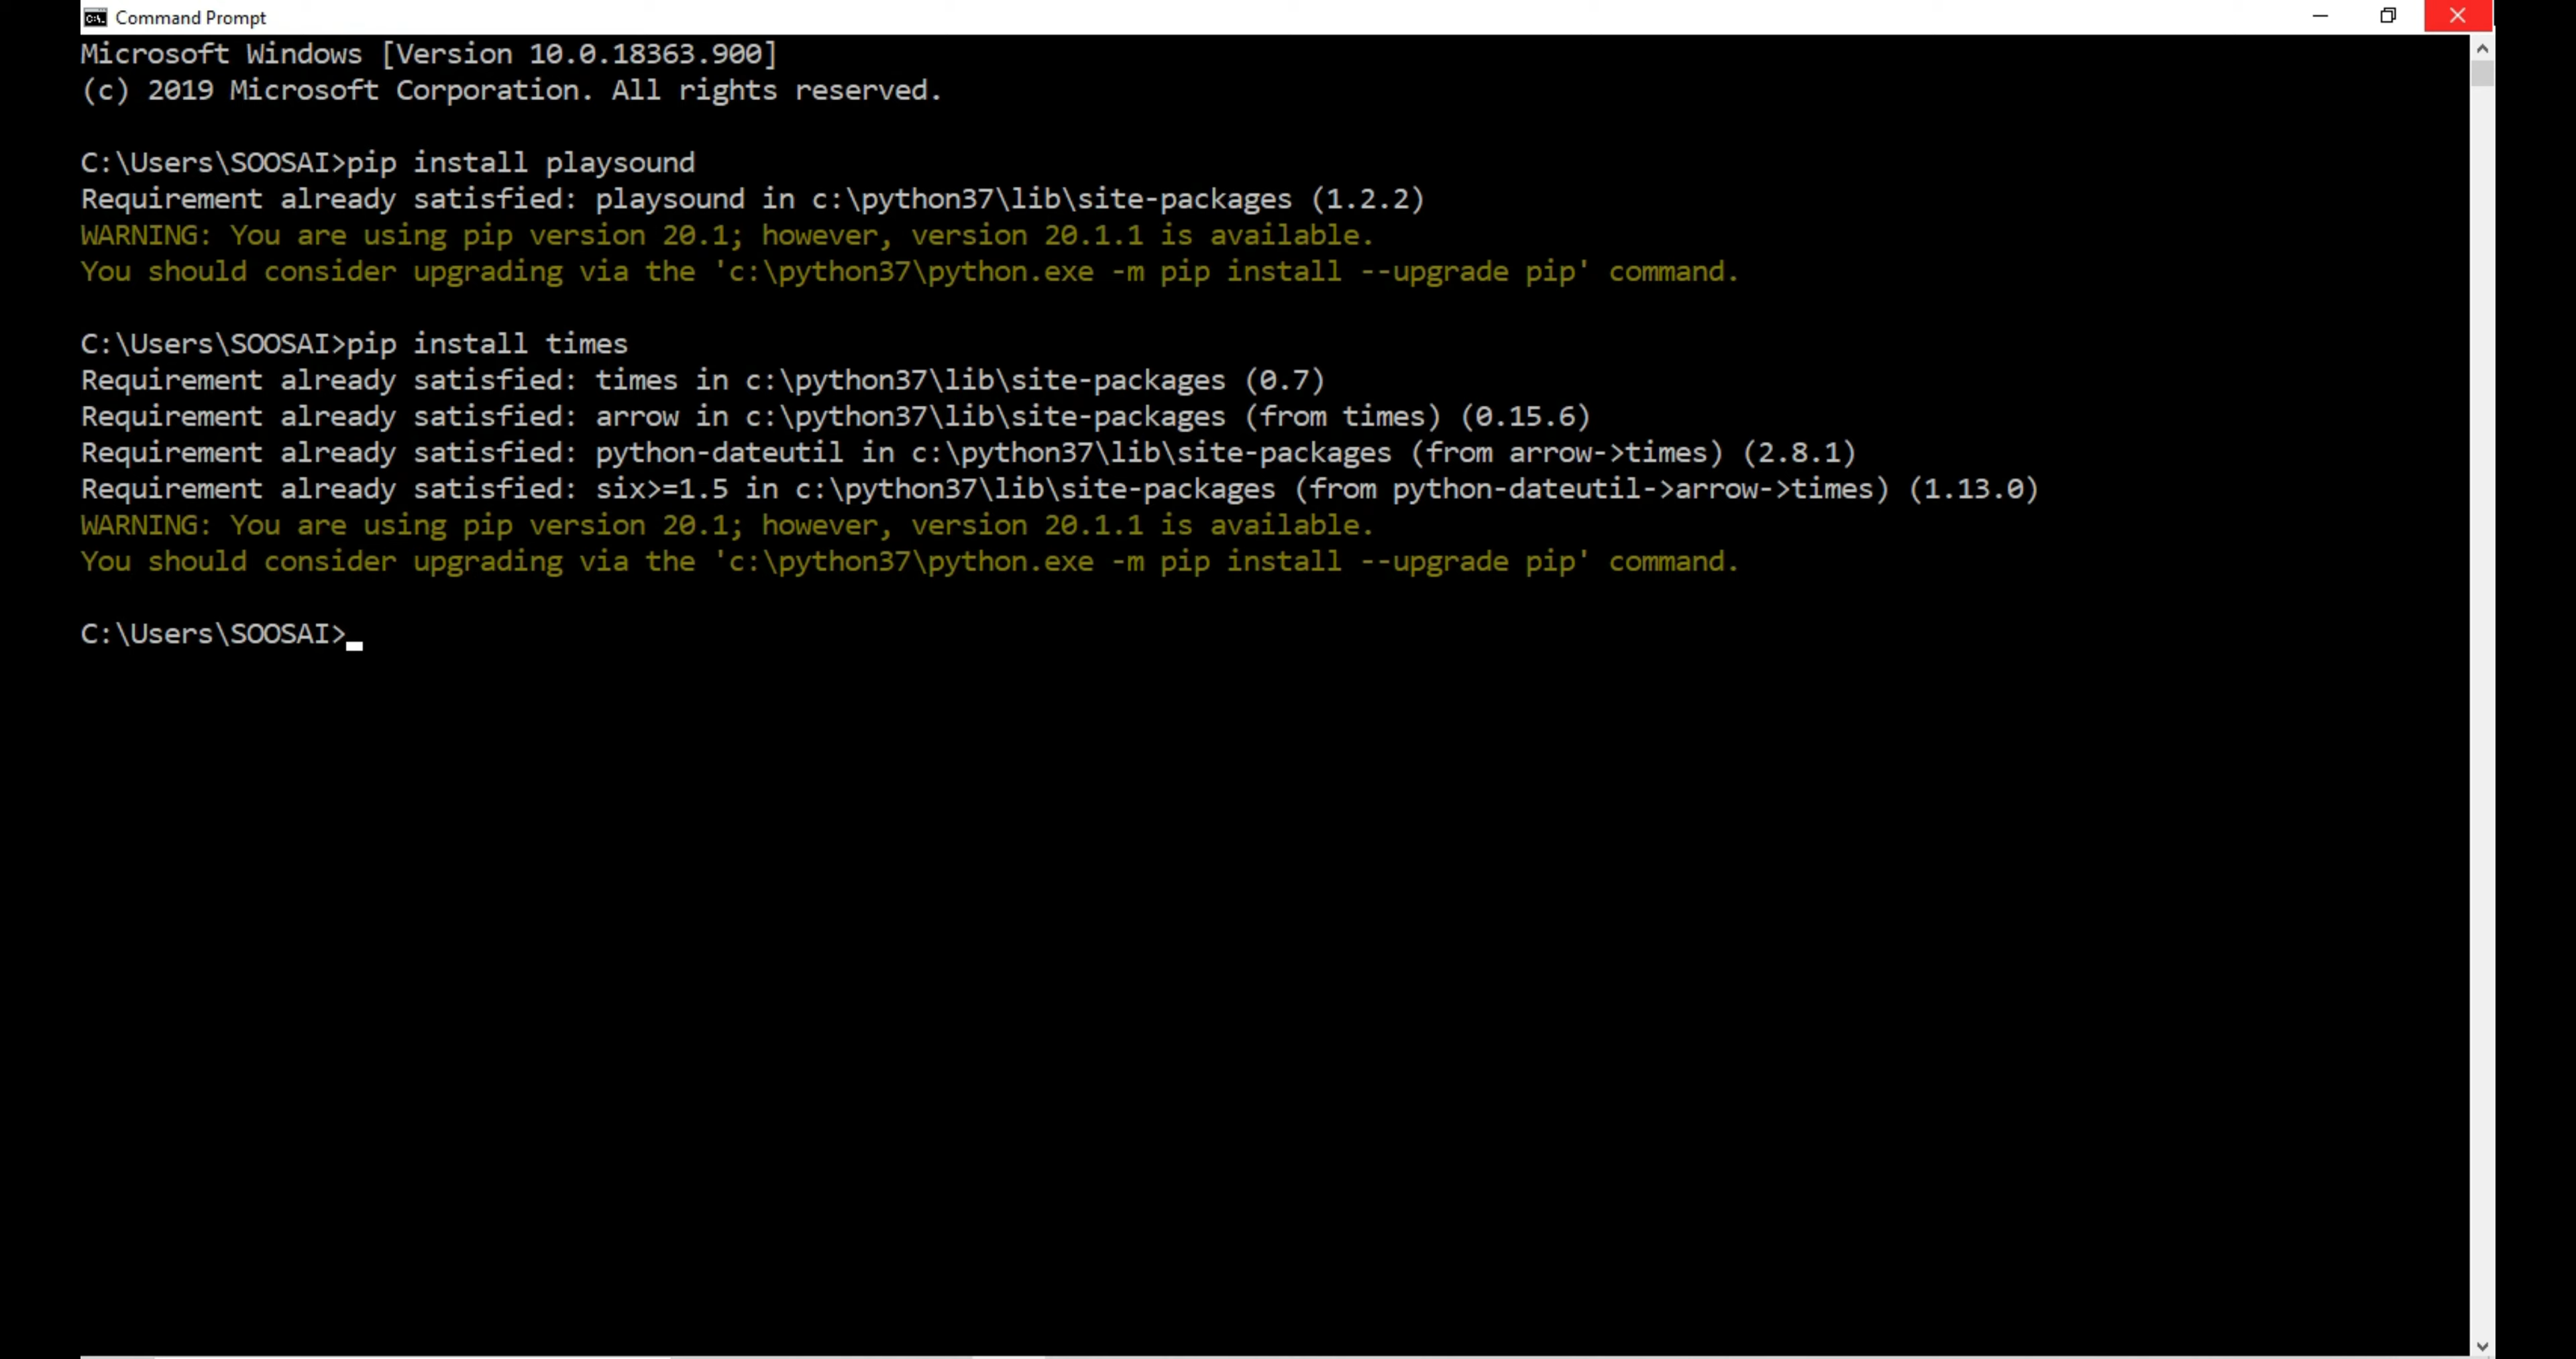 Command Prompt
Microsoft Windows [Version 10.0.18363.900]
(c) 2019 Microsoft Corporation. All rights reserved.
C:\Users\SOOSAI>pip install playsound
Requirement already satisfied: playsound in c:\python37\lib\site-packages (1.2.2)
WARNING: You are using pip version 20.1; however, version 20.1.1 is available.
You should consider upgrading via the 'c:\python37\python.exe -m pip install --upgrade pip' command.
C:\Users\SOOSAI>pip install times
Requirement already satisfied: times in c:\python37\lib\site-packages (0.7)
Requirement already satisfied: arrow in c:\python37\lib\site-packages (from times) (0.15.6)
Requirement already satisfied: python-dateutil in c:\python37\lib\site-packages (from arrow->times) (2.8.1)
Requirement already satisfied: six>=1.5 in c:\python37\lib\site-packages (from python-dateutil->arrow->times) (1.13.0)
WARNING: You are using pip version 20.1; however, version 20.1.1 is available.
You should consider upgrading via the 'c:\python37\python.exe -m pip install --upgrade pip' command.
C:\Users\SOOSAI>